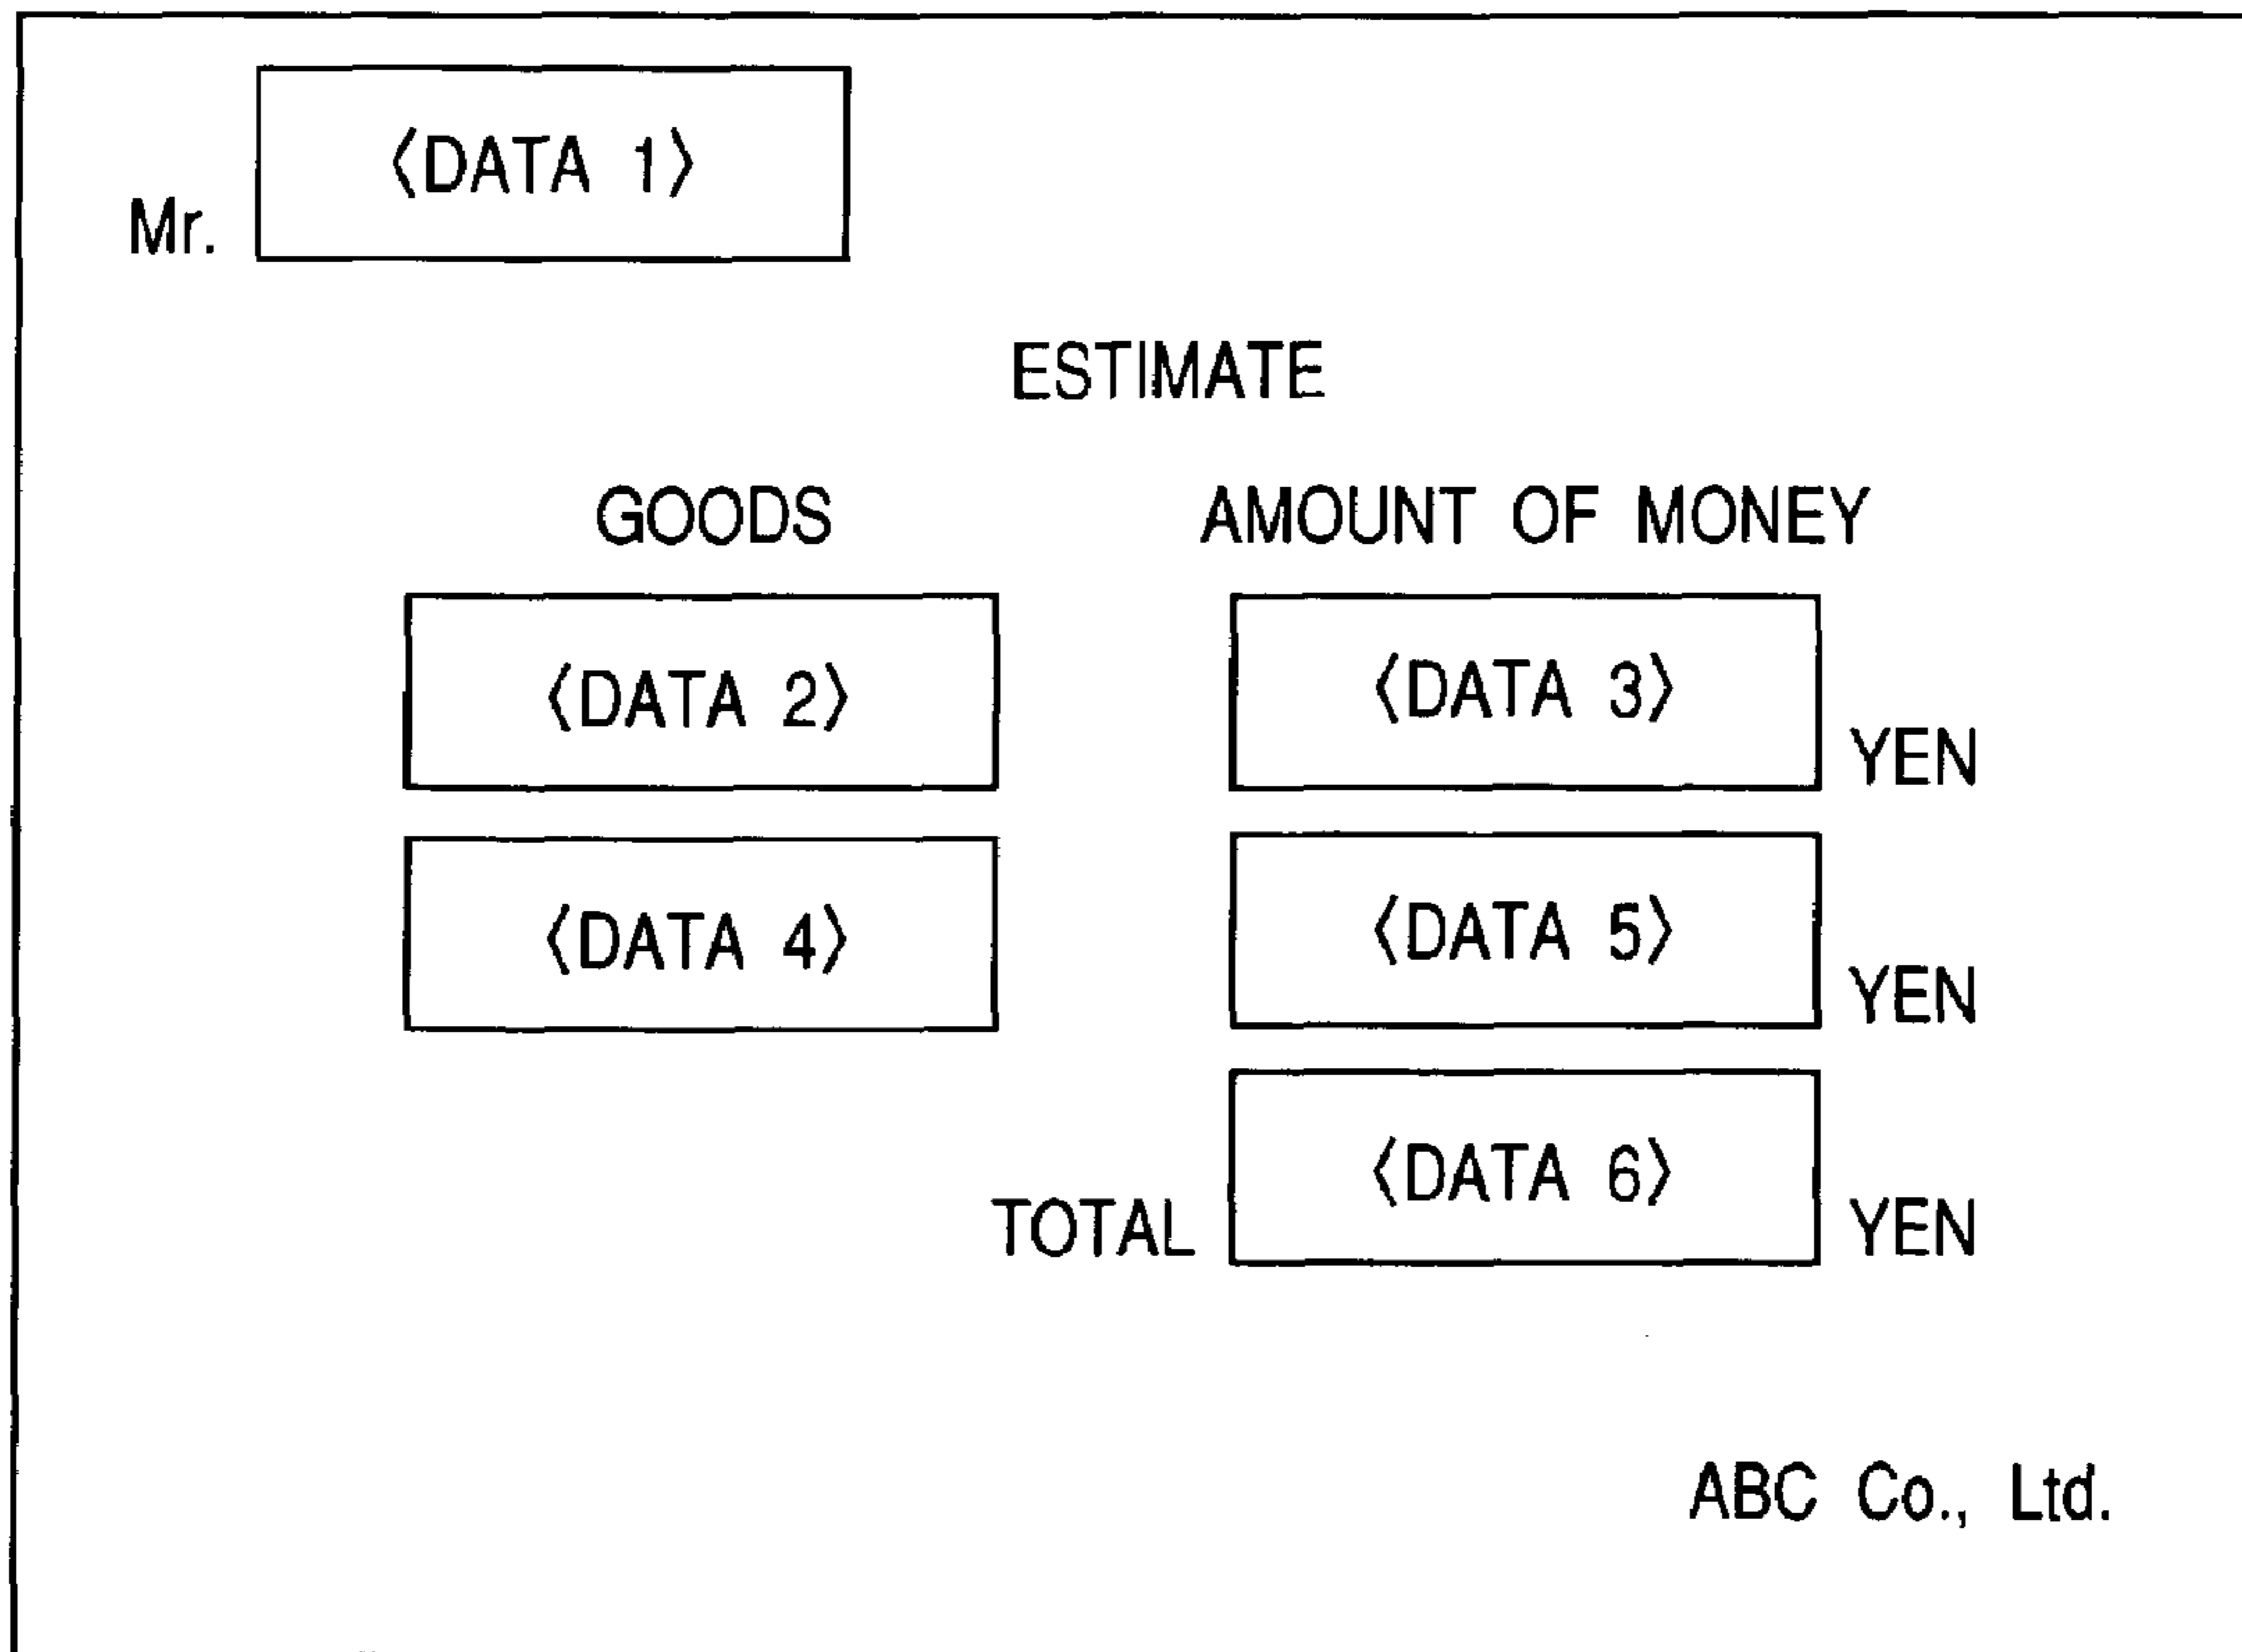 Mr. 〈DATA 1〉
ESTIMATE
GOODS AMOUNT OF MONEY
〈DATA 2〉 〈DATA 3〉 YEN
〈DATA 4〉 〈DATA 5〉 YEN
TOTAL 〈DATA 6〉 YEN
ABC Co., Ltd.